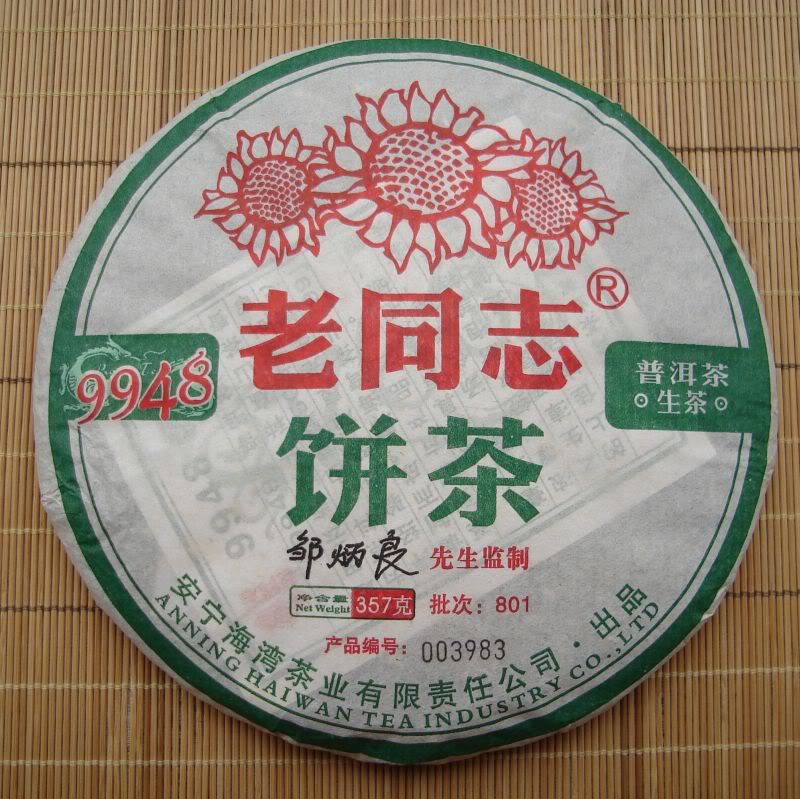 老同志®
9948
普洱茶
生茶
饼茶
邹炳良 先生监制
净含量
Net Weight
357克
批次：801
产品编号：003983
安宁海湾茶业有限责任公司·出品
ANNING HAIWAN TEA INDUSTRY CO.,LTD